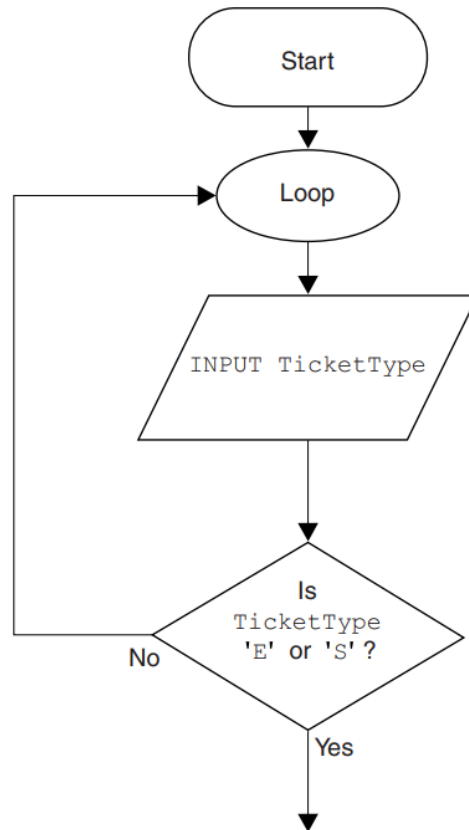 Start
Loop
INPUT TicketType
Is
TicketType
'E' or 'S'?
No
Yes